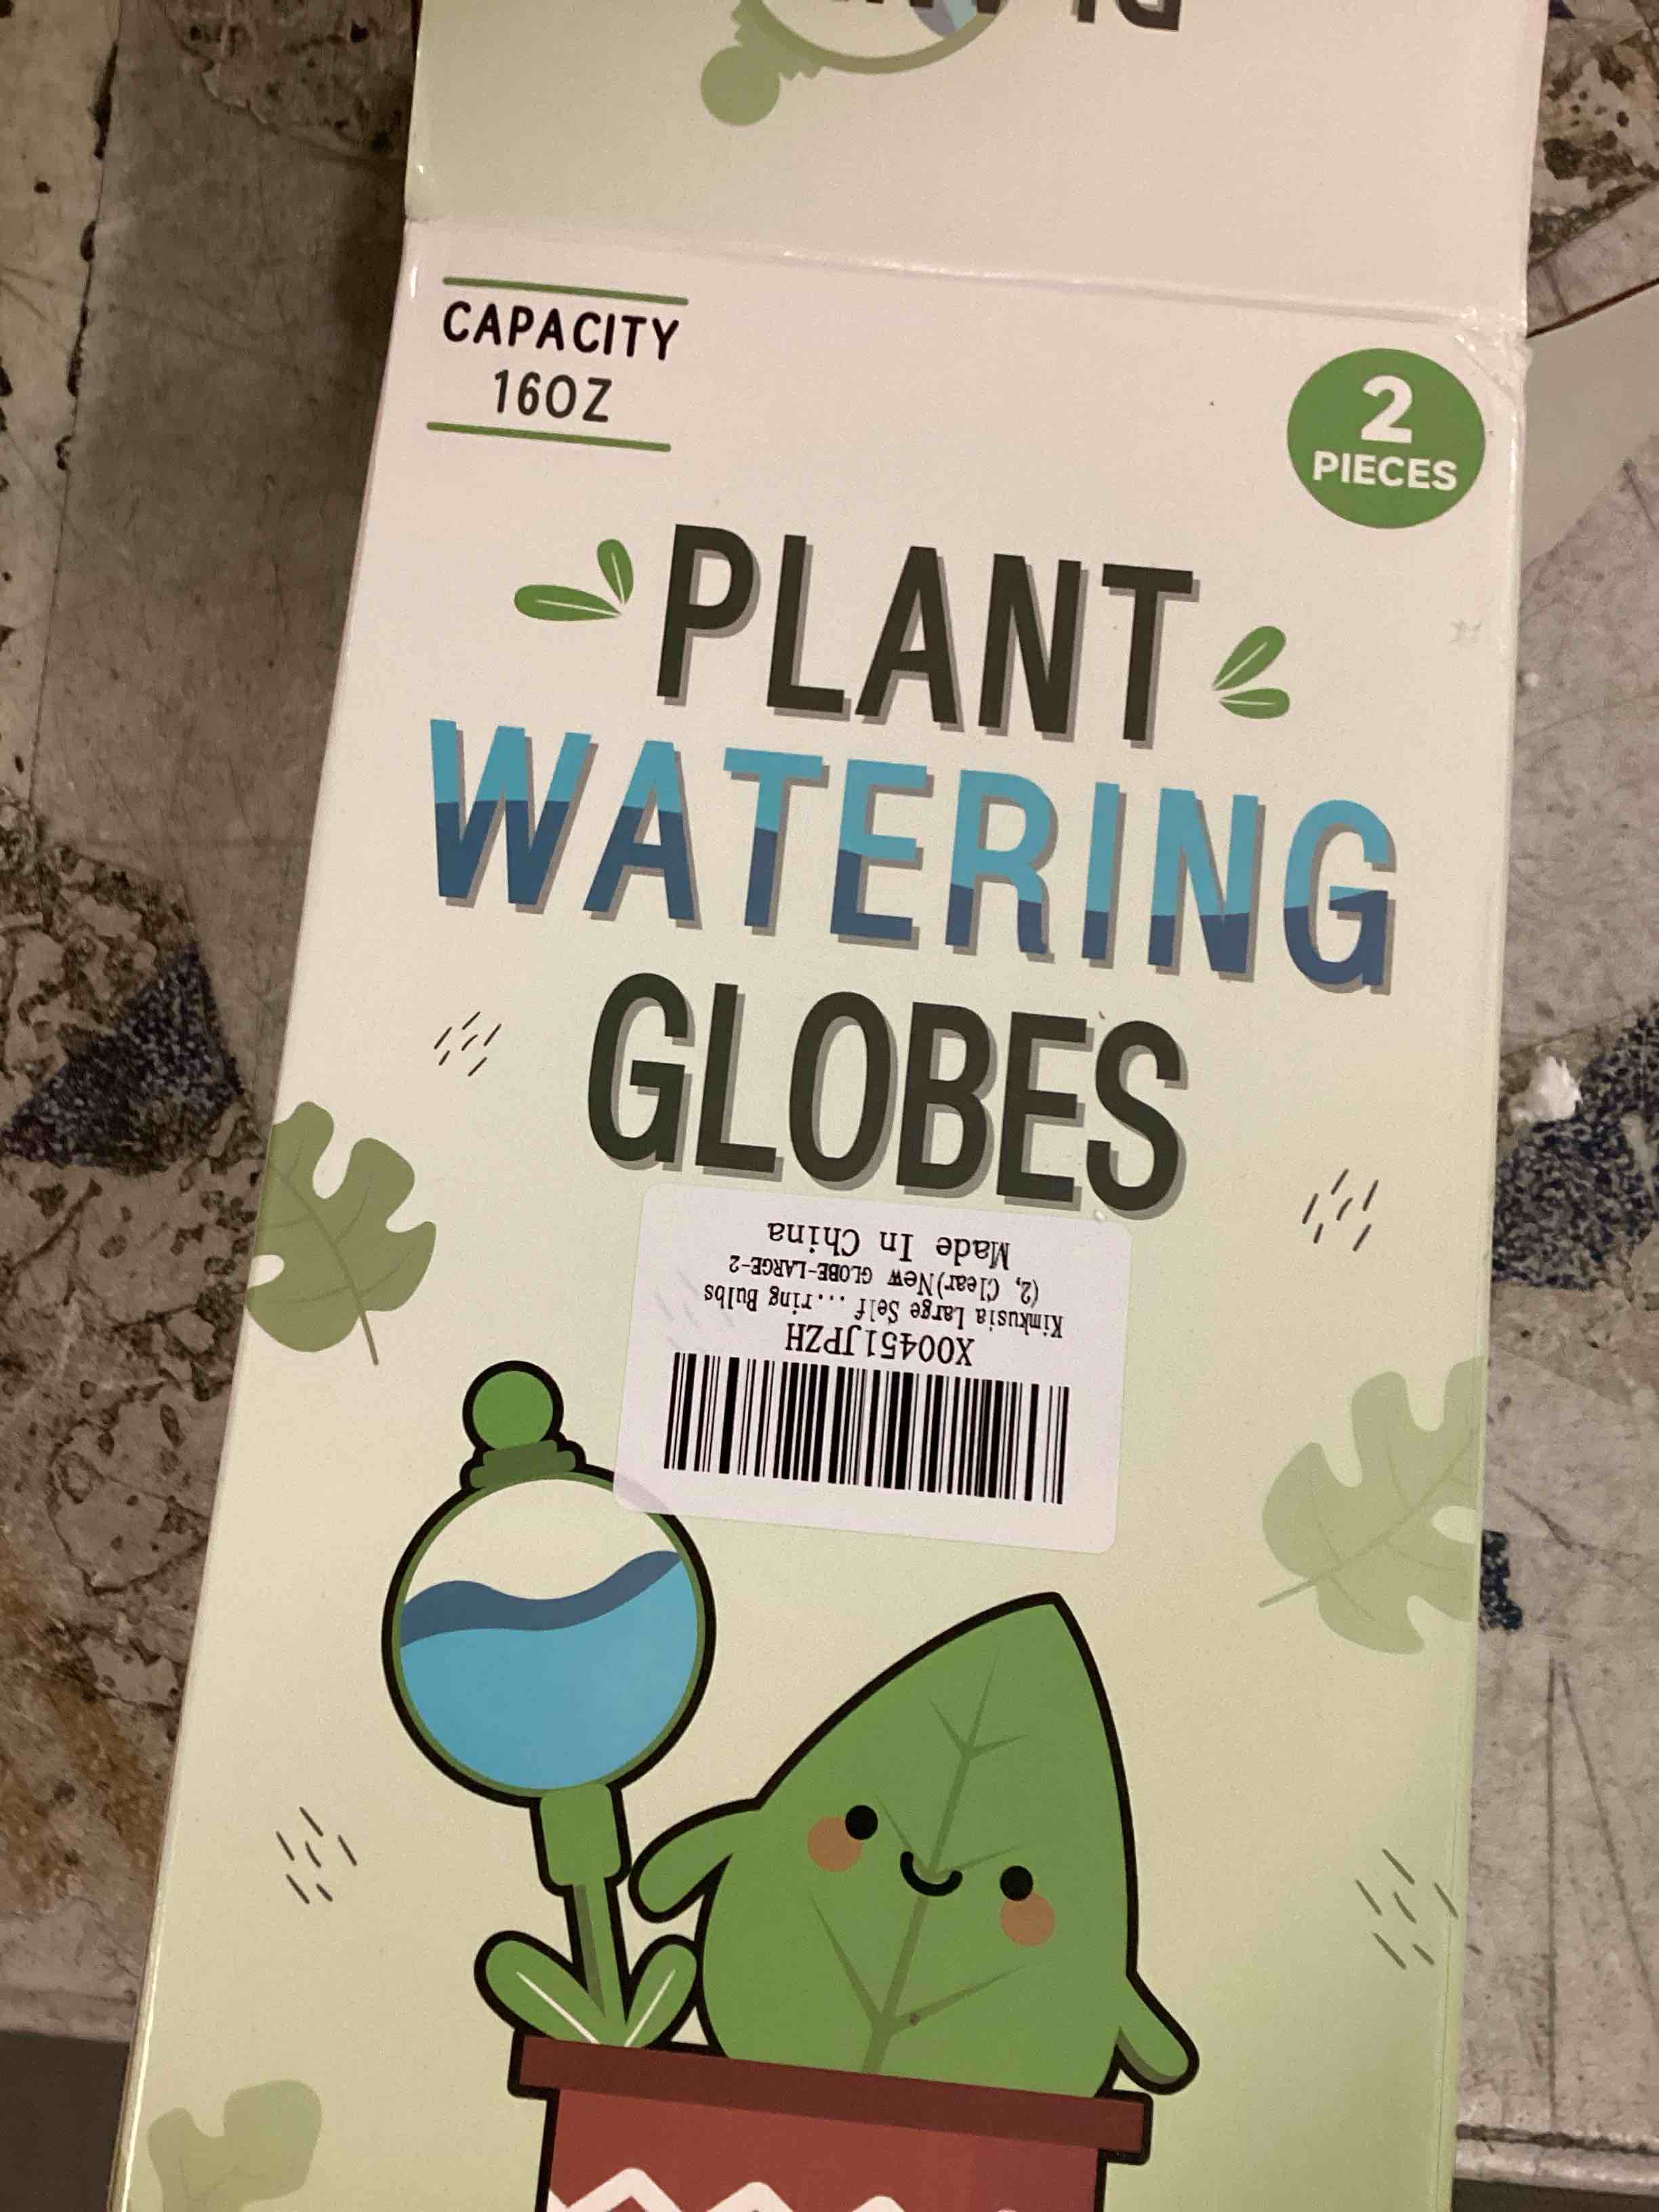 CAPACITY
16OZ
2
PIECES
PLANT
WATERING
GLOBES
X00451JPZH
Kimkusia Large Self ...ring Bulbs
(2, Clear)New GLOBE-LARGE-2
Made In China